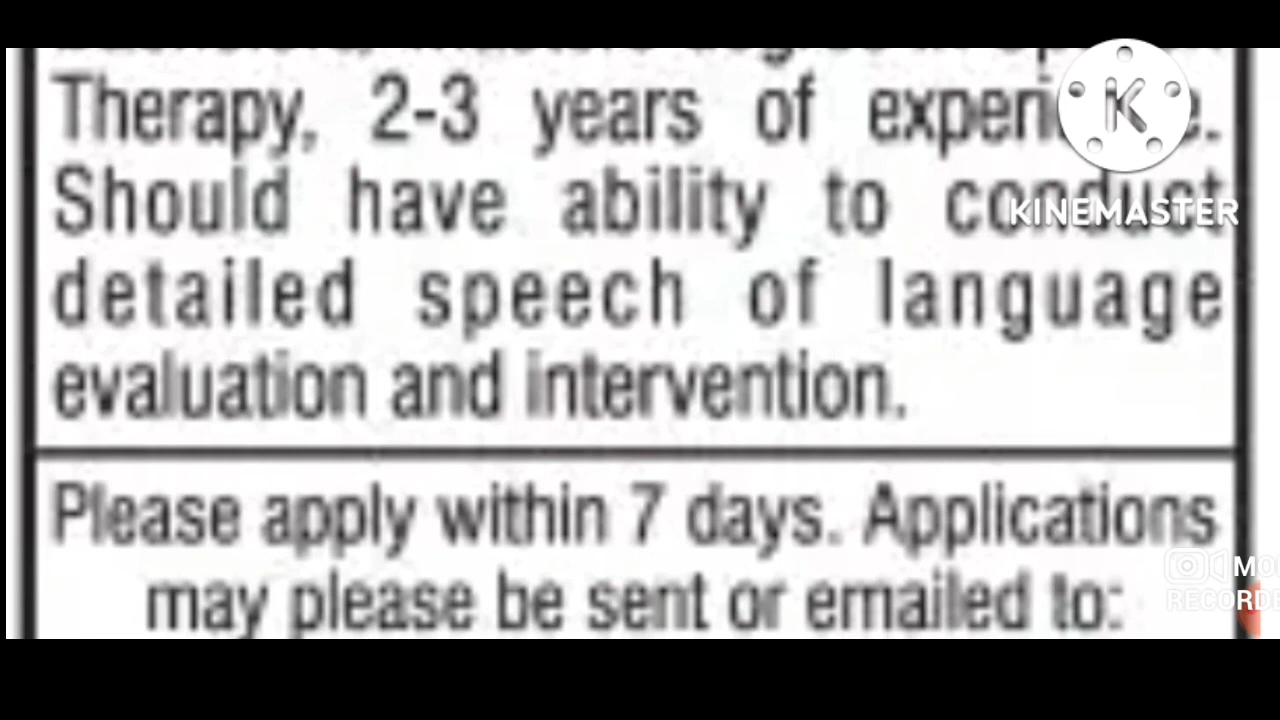 Therapy, 2-3 years of
Should have ability to conduct
detailed speech of language
evaluation and intervention.
Please apply within 7 days. Applications
may please be sent or emailed to:
K
KINEMASTER